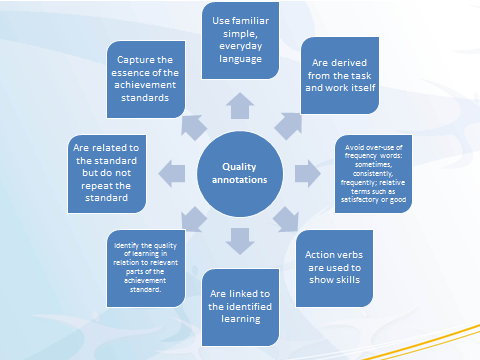 Use familiar
simple,
everyday
language
Are derived
from the task
and work itself
Avoid over-use of
frequency words:
sometimes,
consistently,
frequently; relative
terms such as
satisfactory or good
Action verbs
are used to
show skills
Are linked to
the identified
learning
Identify the quality
of learning in
relation to relevant
parts of the
achievement
standard.
Are related to
the standard
but do not
repeat the
standard
Capture the
essence of the
achievement
standards
Quality
annotations